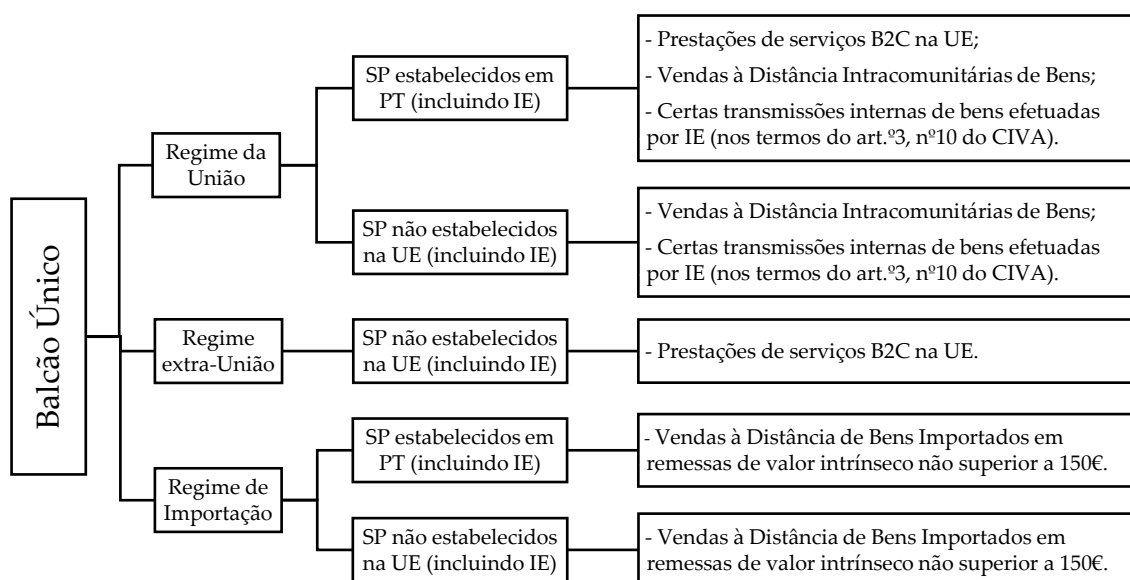 Balcão Único
Regime da
União
SP estabelecidos em
PT (incluindo IE)
- Prestações de serviços B2C na UE;
- Vendas à Distância Intracomunitárias de Bens;
- Certas transmissões internas de bens efetuadas
por IE (nos termos do art.º3, nº10 do CIVA).
SP não estabelecidos
na UE (incluindo IE)
- Vendas à Distância Intracomunitárias de Bens;
- Certas transmissões internas de bens efetuadas
por IE (nos termos do art.º3, nº10 do CIVA).
Regime
extra-União
SP não estabelecidos
na UE (incluindo IE)
- Prestações de serviços B2C na UE.
Regime de
Importação
SP estabelecidos em
PT (incluindo IE)
- Vendas à Distância de Bens Importados em
remessas de valor intrínseco não superior a 150€.
SP não estabelecidos
na UE (incluindo IE)
- Vendas à Distância de Bens Importados em
remessas de valor intrínseco não superior a 150€.